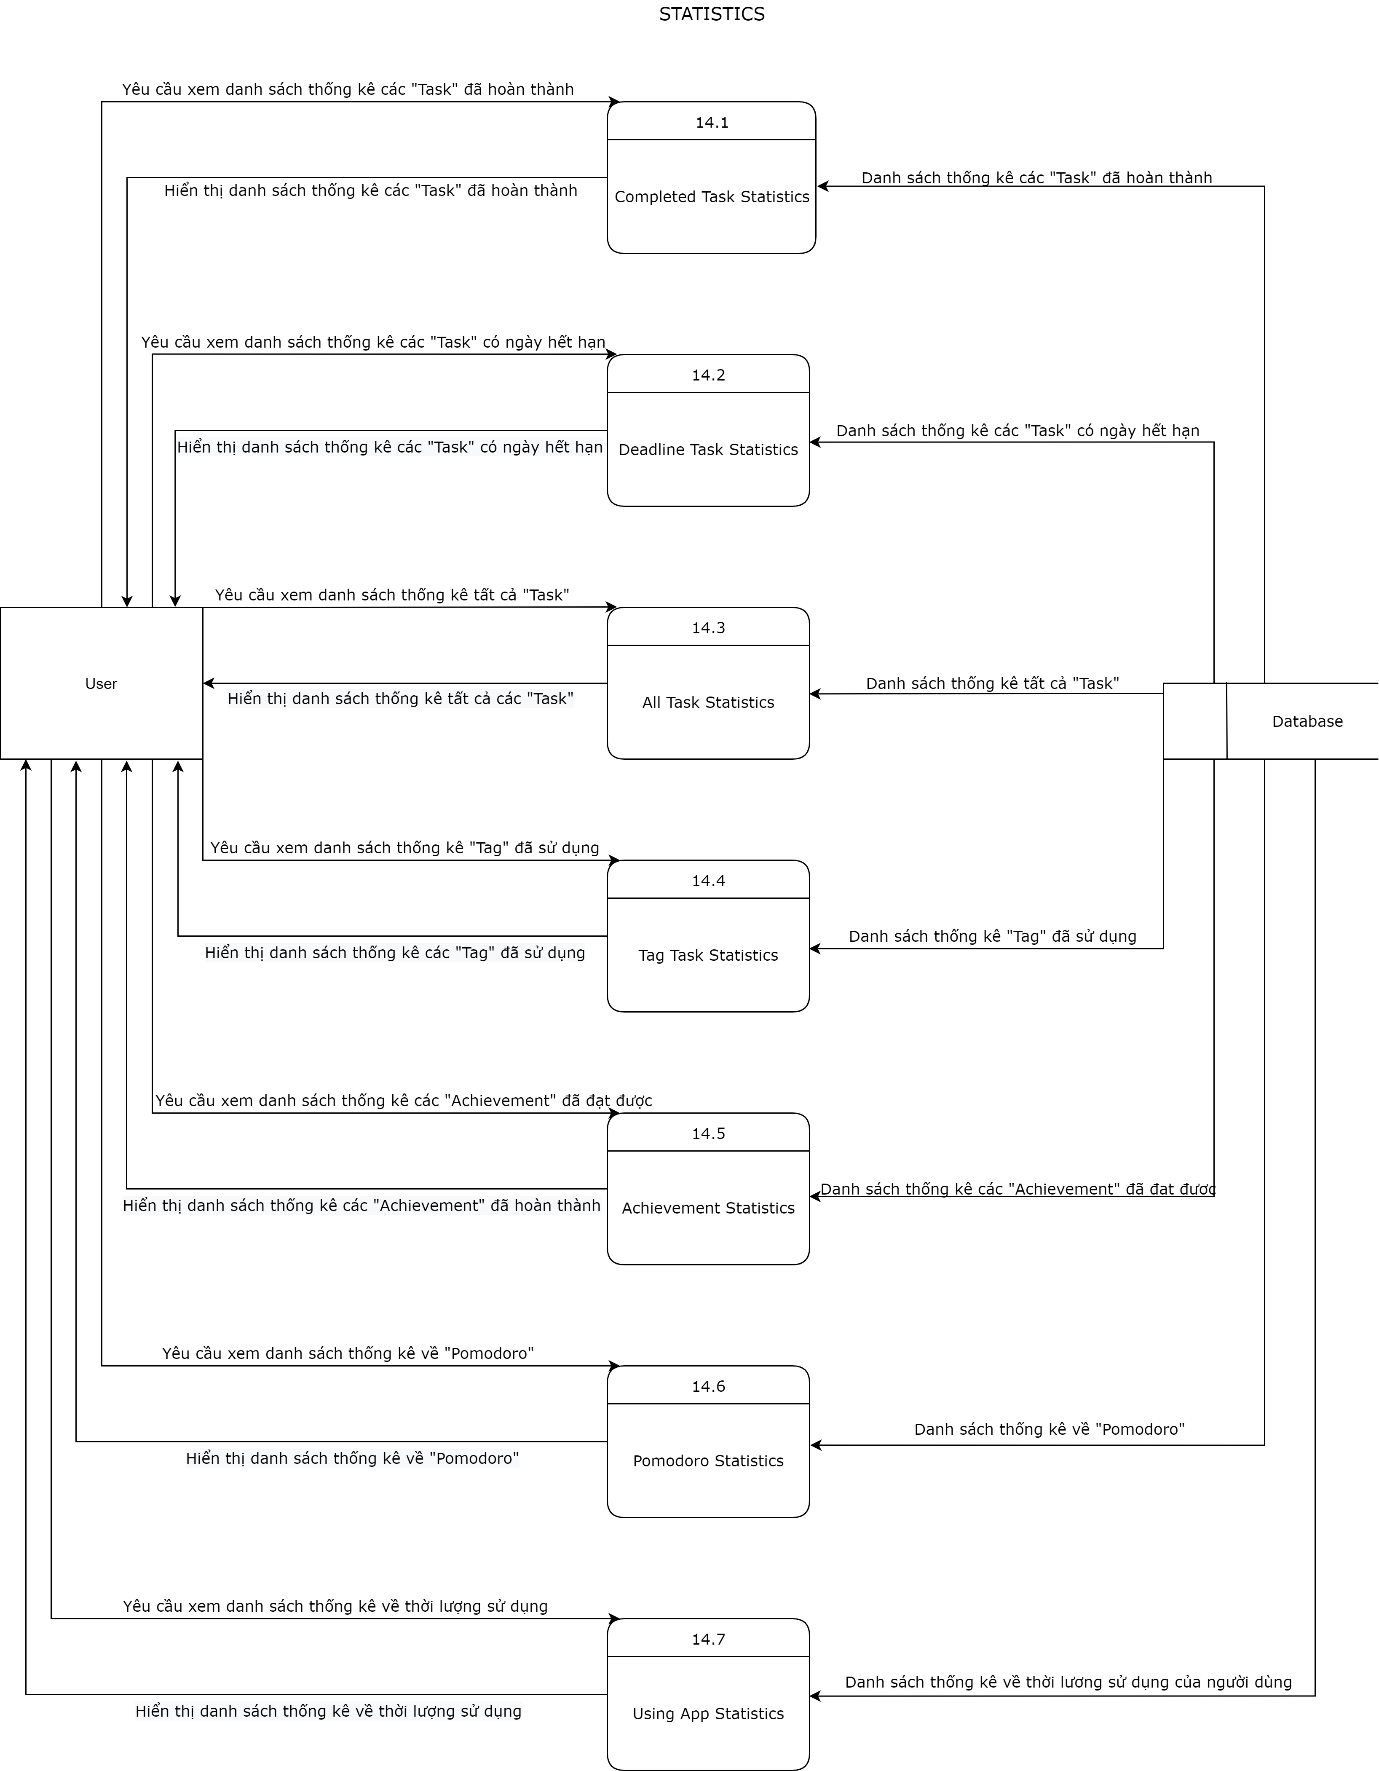 STATISTICS
Yêu cầu xem danh sách thống kê các "Task" đã hoàn thành
14.1
Hiển thị danh sách thống kê các "Task" đã hoàn thành
Completed Task Statistics
Danh sách thống kê các "Task" đã hoàn thành
Yêu cầu xem danh sách thống kê các "Task" có ngày hết hạn
14.2
Hiển thị danh sách thống kê các "Task" có ngày hết hạn
Deadline Task Statistics
Danh sách thống kê các "Task" có ngày hết hạn
Yêu cầu xem danh sách thống kê tất cả "Task"
14.3
User
Hiển thị danh sách thống kê tất cả các "Task"
All Task Statistics
Danh sách thống kê tất cả "Task"
Database
Yêu cầu xem danh sách thống kê "Tag" đã sử dụng
14.4
Hiển thị danh sách thống kê các "Tag" đã sử dụng
Tag Task Statistics
Danh sách thống kê "Tag" đã sử dụng
Yêu cầu xem danh sách thống kê các "Achievement" đã đạt được
14.5
Hiển thị danh sách thống kê các "Achievement" đã hoàn thành
Achievement Statistics
Danh sách thống kê các "Achievement" đã đạt được
Yêu cầu xem danh sách thống kê về "Pomodoro"
14.6
Hiển thị danh sách thống kê về "Pomodoro"
Pomodoro Statistics
Danh sách thống kê về "Pomodoro"
Yêu cầu xem danh sách thống kê về thời lượng sử dụng
14.7
Hiển thị danh sách thống kê về thời lượng sử dụng
Using App Statistics
Danh sách thống kê về thời lương sử dụng của người dùng